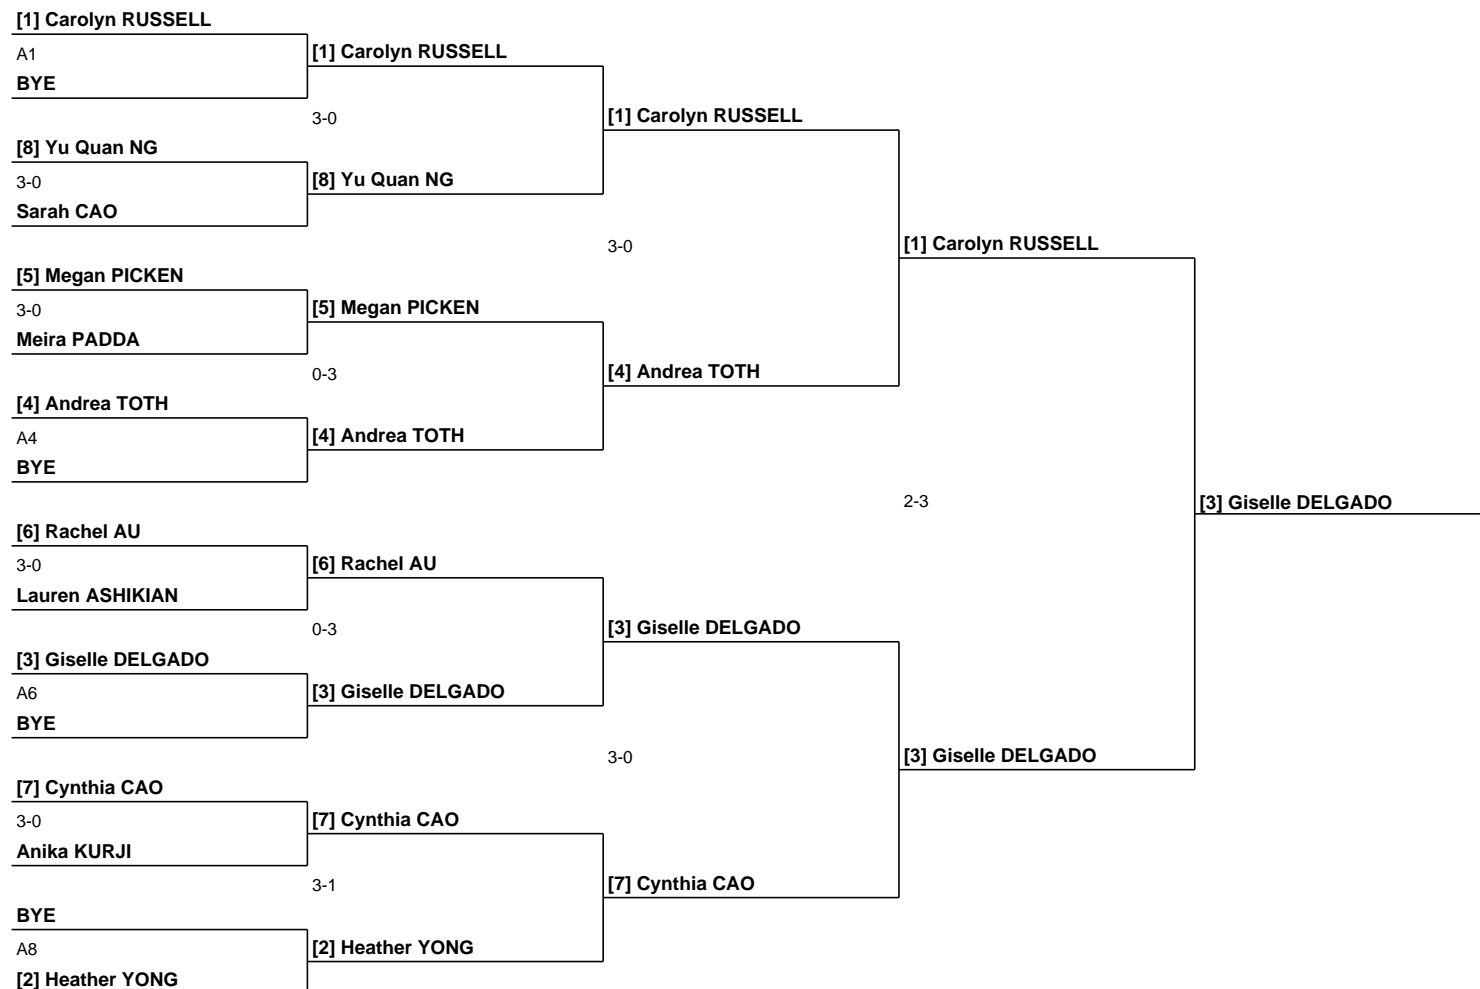 [1] Carolyn RUSSELL
A1
BYE
[8] Yu Quan NG
3-0
Sarah CAO
[5] Megan PICKEN
3-0
Meira PADDA
[4] Andrea TOTH
A4
BYE
[6] Rachel AU
3-0
Lauren ASHIKIAN
[3] Giselle DELGADO
A6
BYE
[7] Cynthia CAO
3-0
Anika KURJI
BYE
A8
[2] Heather YONG
[1] Carolyn RUSSELL
3-0
[8] Yu Quan NG
[5] Megan PICKEN
0-3
[4] Andrea TOTH
[6] Rachel AU
0-3
[3] Giselle DELGADO
[7] Cynthia CAO
3-1
[2] Heather YONG
[1] Carolyn RUSSELL
3-0
[4] Andrea TOTH
[3] Giselle DELGADO
3-0
[7] Cynthia CAO
[1] Carolyn RUSSELL
2-3
[3] Giselle DELGADO
[3] Giselle DELGADO